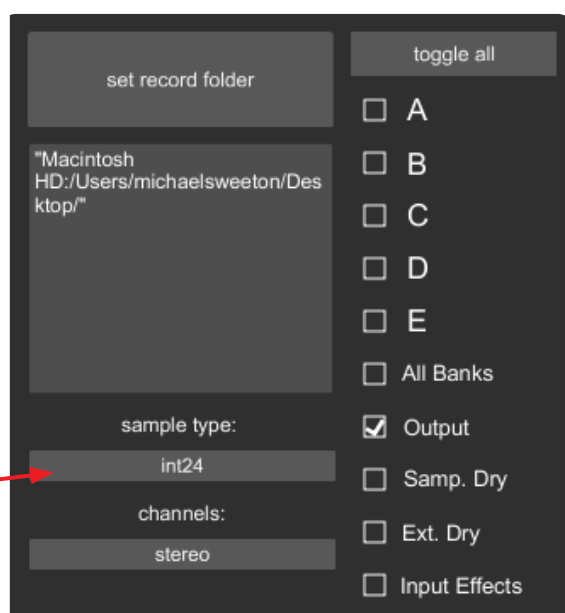 set record folder
"Macintosh
HD:/Users/michaelsweeton/Des
ktop/"
sample type:
int24
channels:
stereo
toggle all
A
B
C
D
E
All Banks
Output
Samp. Dry
Ext. Dry
Input Effects